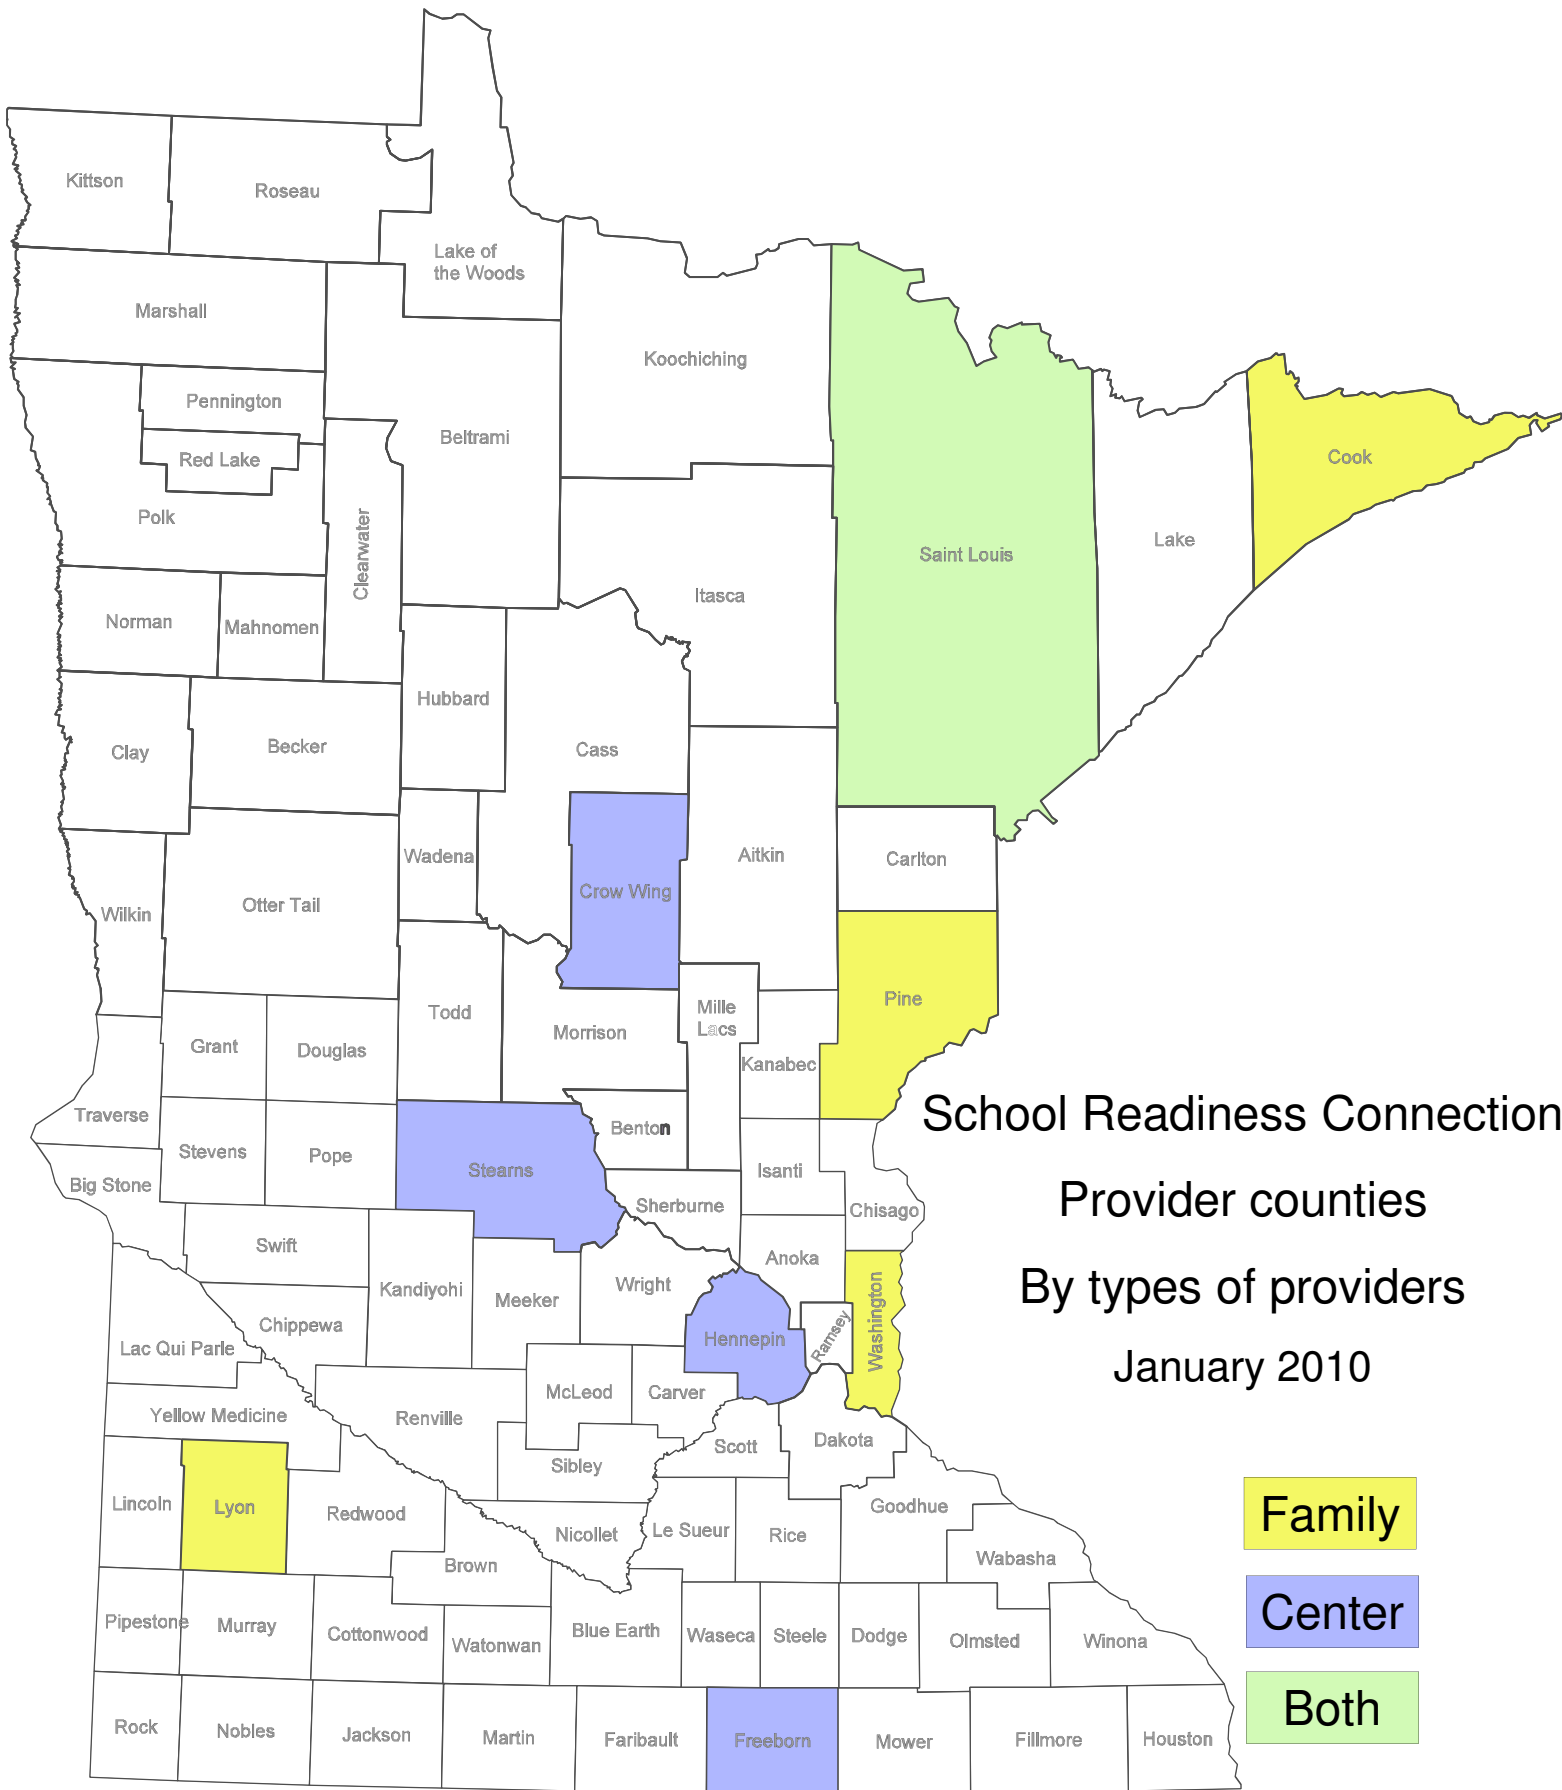 Kittson
Roseau
Lake of
the Woods
Marshall
Koochiching
Pennington
Beltrami
Red Lake
Cook
Polk
Clearwater
Saint Louis
Lake
Itasca
Norman
Mahnomen
Hubbard
Cass
Clay
Becker
Wadena
Aitkin
Carlton
Crow Wing
Otter Tail
Wilkin
Pine
Mille
Lacs
Todd
Morrison
Grant
Douglas
Kanabec
Traverse
School Readiness Connection
Benton
Stevens
Pope
Stearns
Isanti
Big Stone
Provider counties
Sherburne
Chisago
Swift
Anoka
Kandiyohi
Wright
By types of providers
Meeker
Washington
Chippewa
Hennepin
Ramsey
Lac Qui Parle
January 2010
McLeod
Carver
Yellow Medicine
Renville
Dakota
Scott
Sibley
Lincoln
Lyon
Redwood
Goodhue
Family
Le Sueur
Nicollet
Rice
Wabasha
Brown
Center
Pipestone
Murray
Cottonwood
Watonwan
Blue Earth
Waseca
Steele
Dodge
Olmsted
Winona
Both
Rock
Nobles
Jackson
Martin
Faribault
Freeborn
Mower
Fillmore
Houston